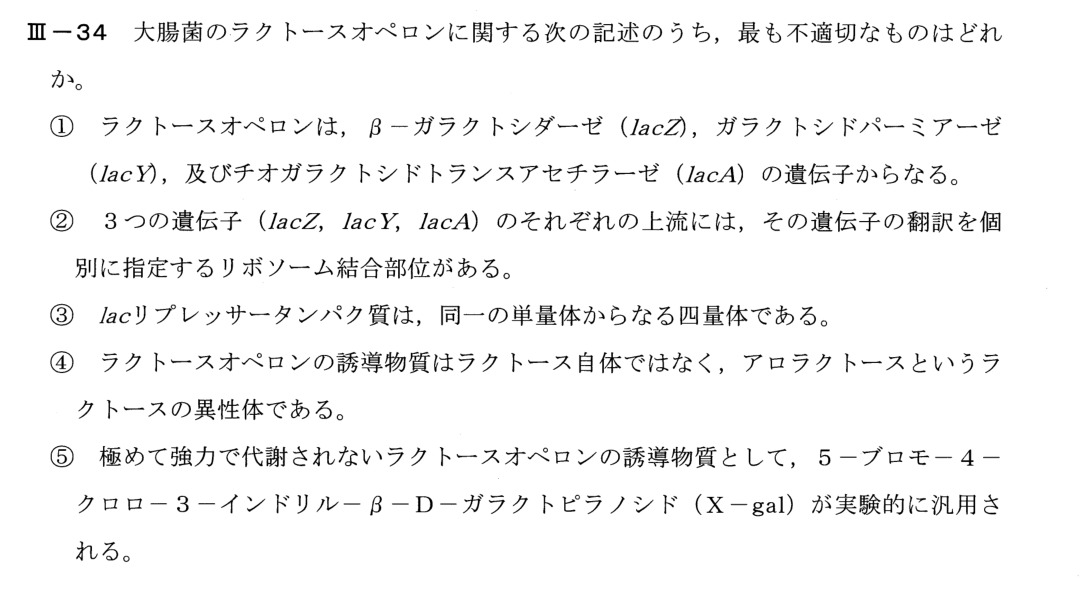 Ⅲ－34　大腸菌のラクトースオペロンに関する次の記述のうち，最も不適切なものはどれ
か。
①　ラクトースオペロンは，β－ガラクトシダーゼ（lacZ），ガラクトシドパーミアーゼ
（lacY），及びチオガラクトシドトランスアセチラーゼ（lacA）の遺伝子からなる。
②　３つの遺伝子（lacZ，lacY，lacA）のそれぞれの上流には，その遺伝子の翻訳を個
別に指定するリボソーム結合部位がある。
③　lacリプレッサータンパク質は，同一の単量体からなる四量体である。
④　ラクトースオペロンの誘導物質はラクトース自体ではなく，アロラクトースというラ
クトースの異性体である。
⑤　極めて強力で代謝されないラクトースオペロンの誘導物質として，５－ブロモ－４－
クロロ－３－インドリル－β－D－ガラクトピラノシド（X－gal）が実験的に汎用さ
れる。